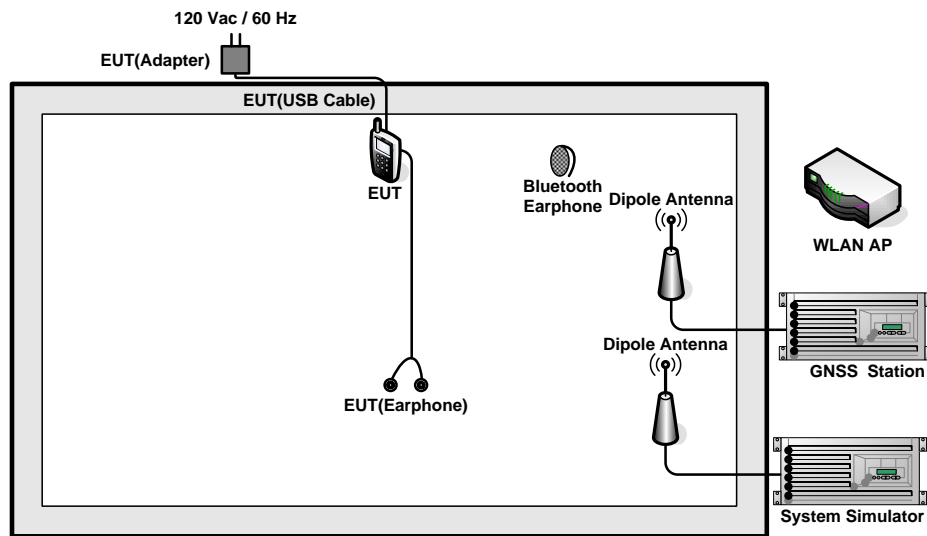 120 Vac / 60 Hz
EUT(Adapter)
EUT(USB Cable)
EUT
Bluetooth
Earphone
Dipole Antenna
WLAN AP
GNSS Station
Dipole Antenna
EUT(Earphone)
System Simulator